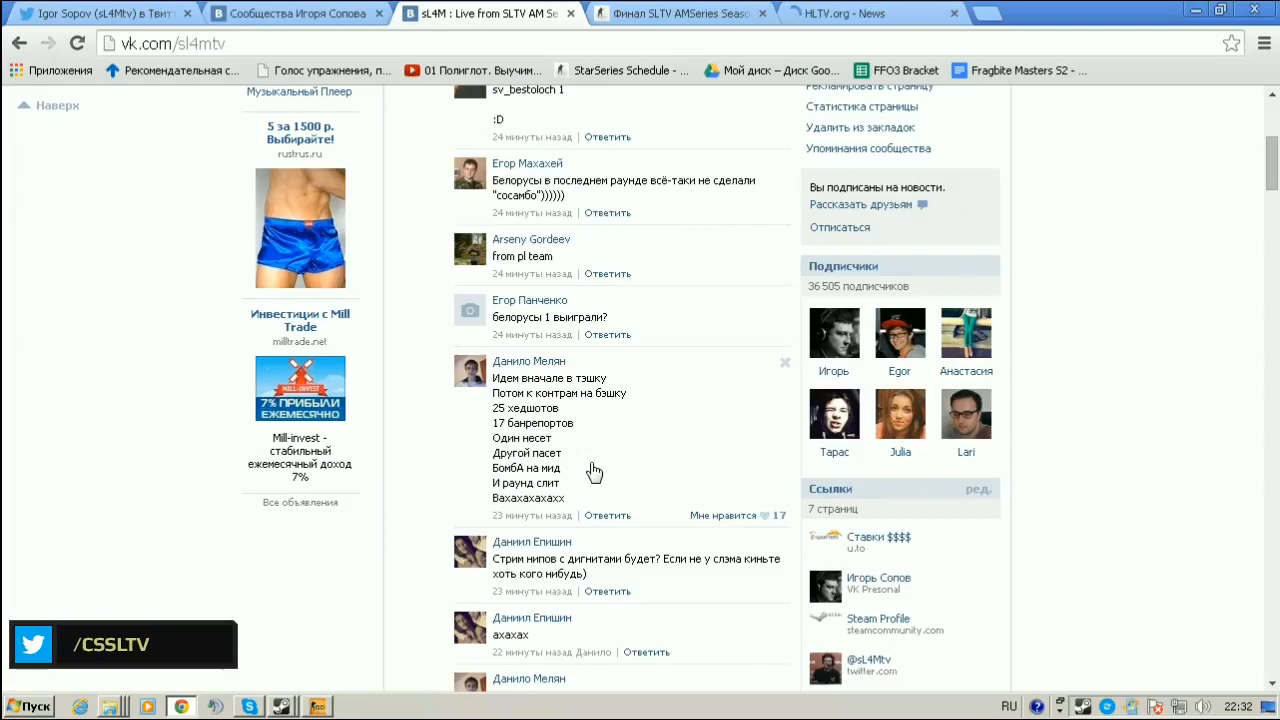 Igor Sopov (sL4Mtv) в Твитт
Сообщества Игоря Сопова
sL4M : Live from SLTV AM Se
Финал SLTV AMSeries Seaso
HLTV.org - News
vk.com/sl4mtv
Приложения
Рекомендательная с...
Голос упражнения, п...
01 Полиглот. Выучим...
StarSeries Schedule - ...
Мой диск – Диск Goo...
FFO3 Bracket
Fragbite Masters S2 - ...
Наверх
Музыкальный Плеер
5 за 1500 р.
Выбирайте!
rustrus.ru
Инвестиции с Mill
Trade
milltrade.net
MILL-INVEST
7% ПРИБЫЛИ
ЕЖЕМЕСЯЧНО
Mill-invest -
стабильный
ежемесячный доход
7%
Все объявления
sv_bestoloch 1
:D
24 минуты назад | Ответить
Егор Махахей
Белорусы в последнем раунде всё-таки не сделали
"сосамбо"))))))
24 минуты назад | Ответить
Arseny Gordeev
from pl team
24 минуты назад | Ответить
Егор Панченко
белорусы 1 выиграли?
24 минуты назад | Ответить
Данило Мелян
Идем вначале в тэшку
Потом к контрам на бэшку
25 хедшотов
17 банрепортов
Один несет
Другой пасет
БомбА на мид
И раунд слит
Вахахахахахх
23 минуты назад | Ответить
Мне нравится 17
Даниил Епишин
Стрим нипов с дигнитами будет? Если не у слэма киньте
хоть кого нибудь)
23 минуты назад | Ответить
Даниил Епишин
ахахах
22 минуты назад Данило | Ответить
Данило Мелян
Рекламировать страницу
Статистика страницы
Удалить из закладок
Упоминания сообщества
Вы подписаны на новости.
Рассказать друзьям
Отписаться
Подписчики
36 505 подписчиков
Игорь
Egor
Анастасия
Тарас
Julia
Lari
Ссылки
ред.
7 страниц
Ставки $$$$
u.to
Игорь Сопов
VK Presonal
Steam Profile
steamcommunity.com
@sL4Mtv
twitter.com
/CSSLTV
Пуск
RU
22:32